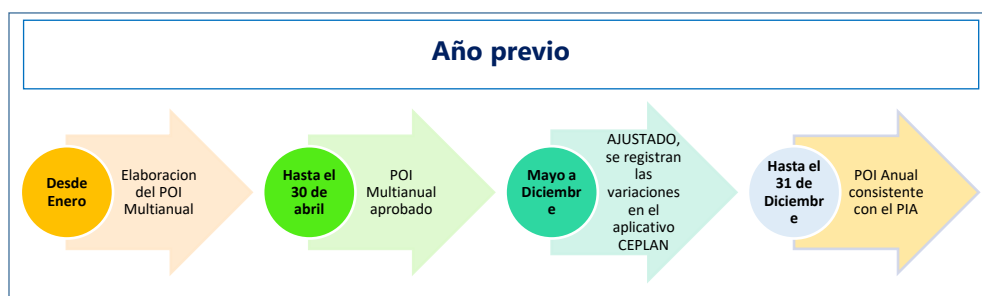 Año previo
Desde
Enero
Elaboracion
del POI
Multianual
Hasta el
30 de
abril
POI
Multianual
aprobado
Mayo a
Diciembr
e
AJUSTADO,
se registran
las
variaciones
en el
aplicativo
CEPLAN
Hasta el
31 de
Diciembr
e
POI Anual
consistente
con el PIA